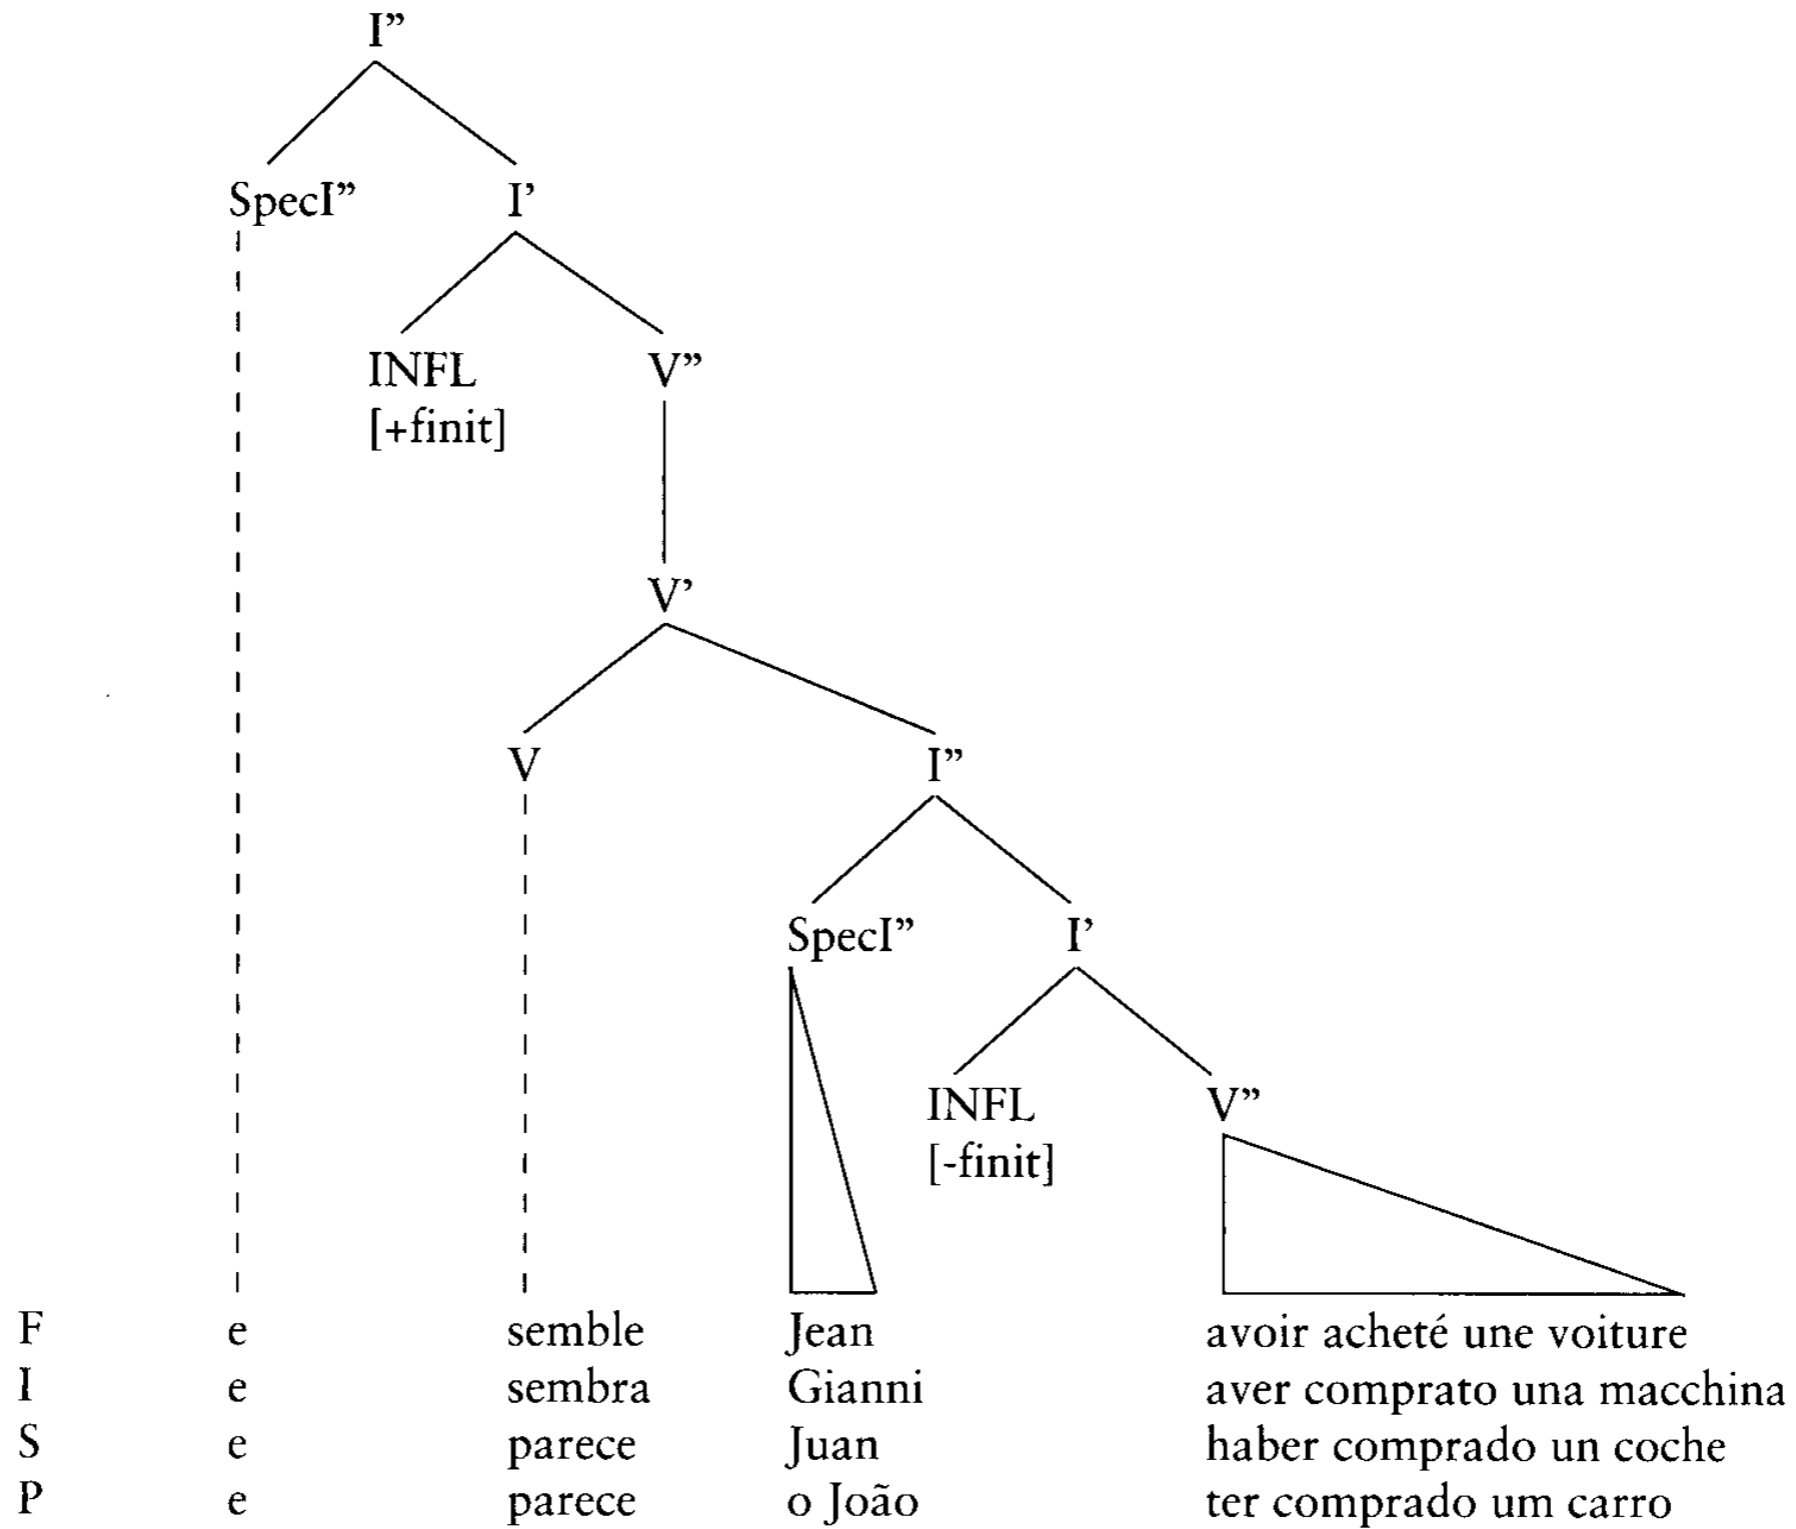 I”
SpecI” I’
INFL V”
[+finit]
V’
V I”
SpecI” I’
INFL V”
[-finit]
F e semble Jean avoir acheté une voiture
I e sembra Gianni aver comprato una macchina
S e parece Juan haber comprado un coche
P e parece o João ter comprado um carro